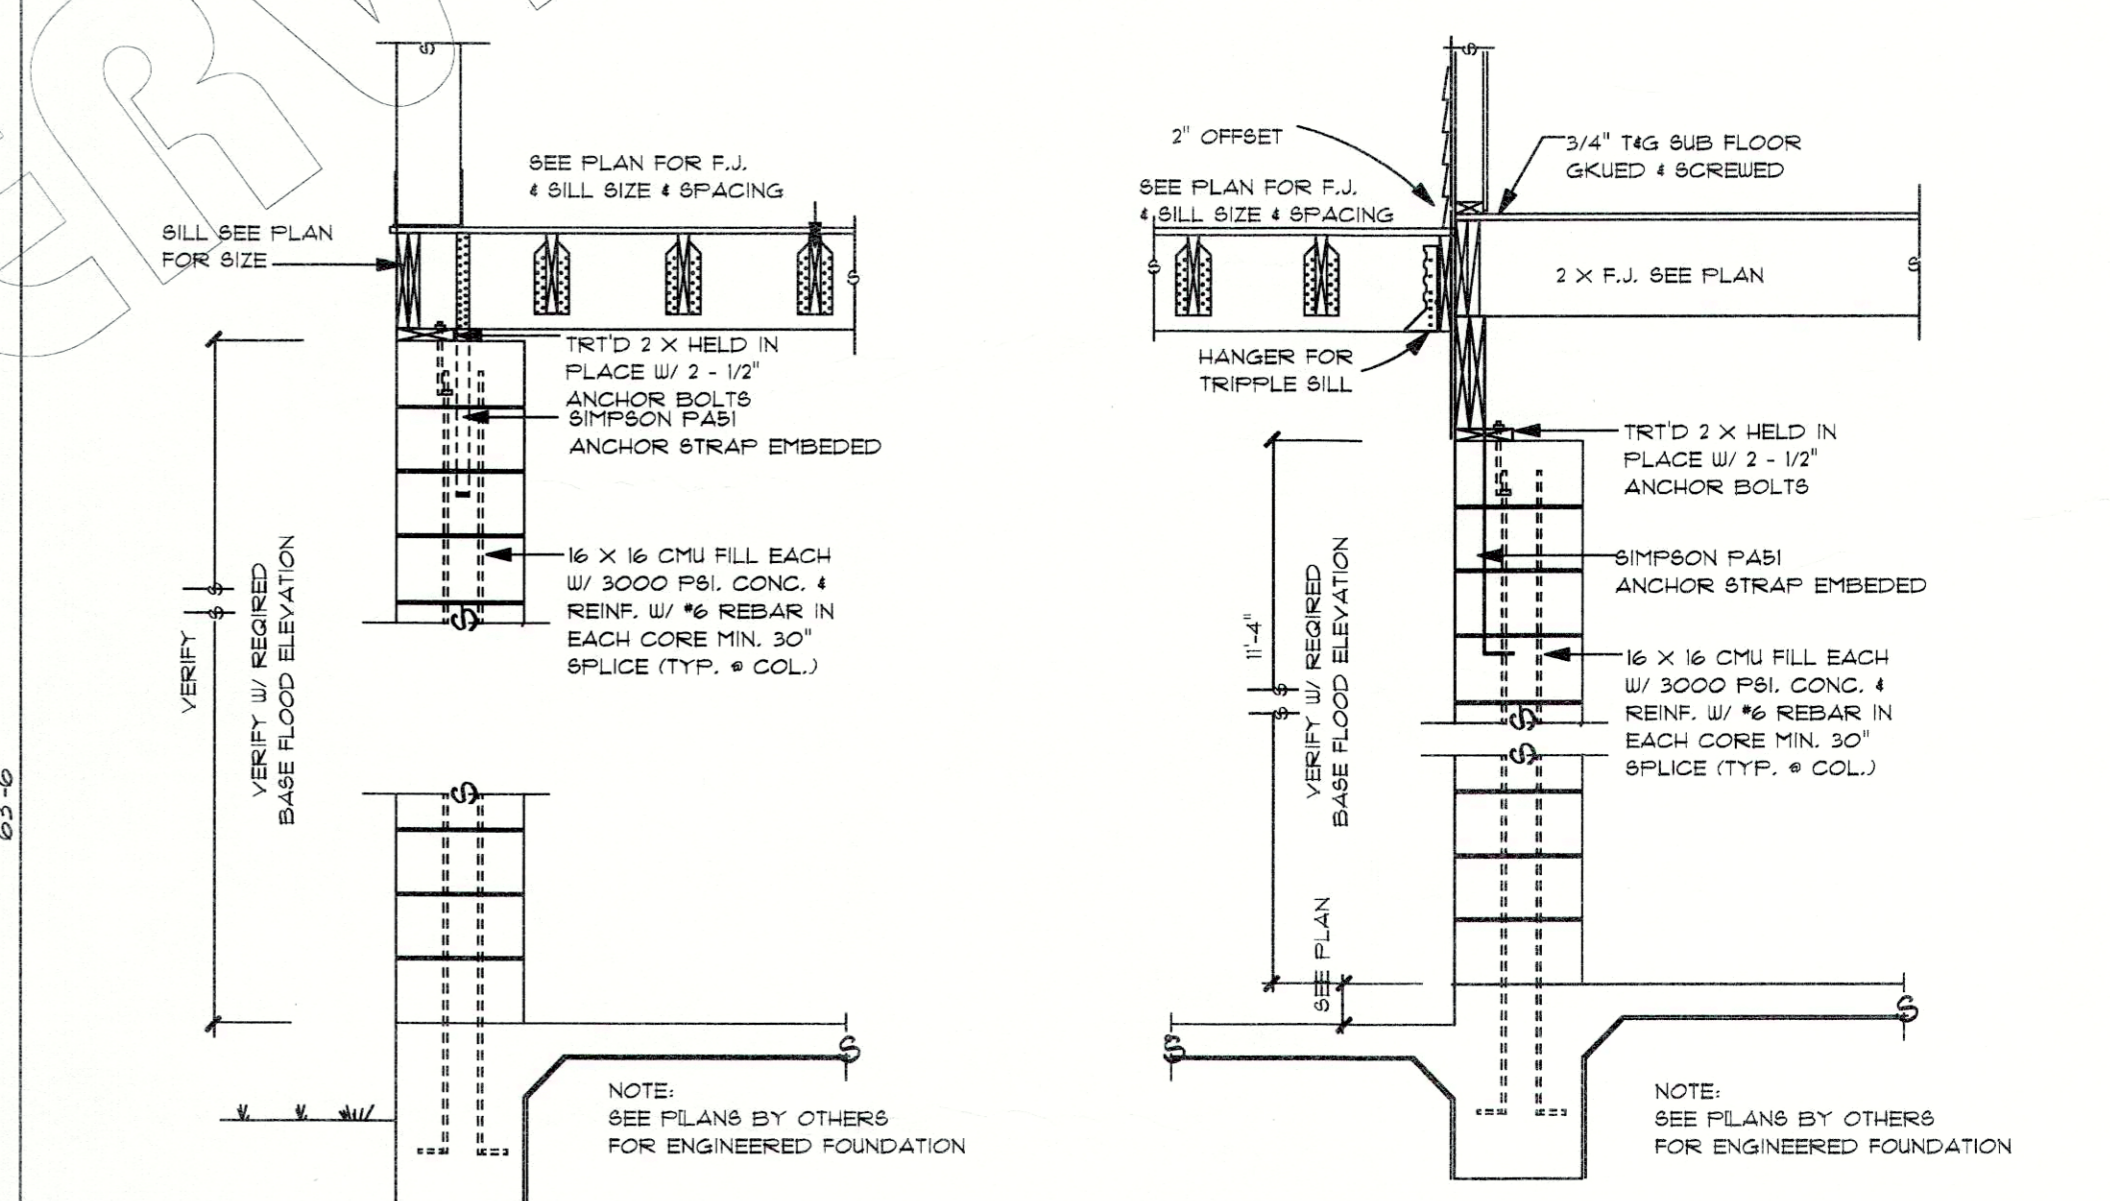 SEE PLAN FOR F.J.
& SILL SIZE & SPACING
SILL SEE PLAN
FOR SIZE
TRT'D 2 X HELD IN
PLACE W/ 2 - 1/2"
ANCHOR BOLTS
SIMPSON PA51
ANCHOR STRAP EMBEDED
16 X 16 CMU FILL EACH
W/ 3000 PSI. CONC. &
REINF. W/ #6 REBAR IN
EACH CORE MIN. 30"
SPLICE (TYP. @ COL.)
VERIFY
VERIFY W/ REQIRED
BASE FLOOD ELEVATION
63'-6
NOTE:
SEE PLANS BY OTHERS
FOR ENGINEERED FOUNDATION
2" OFFSET
3/4" T&G SUB FLOOR
GKUED & SCREWED
SEE PLAN FOR F.J.
& SILL SIZE & SPACING
2 X F.J. SEE PLAN
HANGER FOR
TRIPPLE SILL
TRT'D 2 X HELD IN
PLACE W/ 2 - 1/2"
ANCHOR BOLTS
SIMPSON PA51
ANCHOR STRAP EMBEDED
16 X 16 CMU FILL EACH
W/ 3000 PSI. CONC. &
REINF. W/ #6 REBAR IN
EACH CORE MIN. 30"
SPLICE (TYP. @ COL.)
11'-4"
VERIFY W/ REQIRED
BASE FLOOD ELEVATION
SEE PLAN
NOTE:
SEE PLANS BY OTHERS
FOR ENGINEERED FOUNDATION